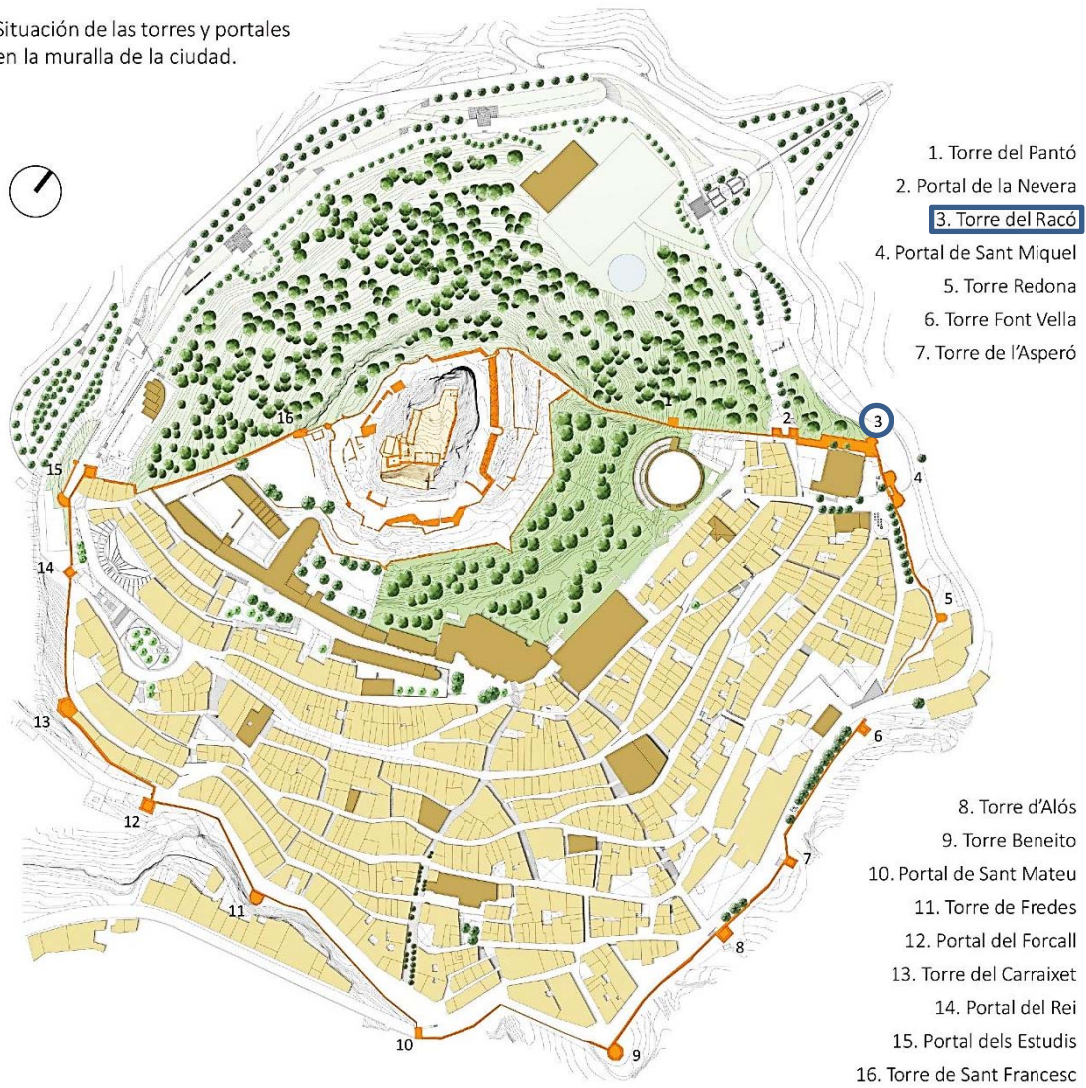 Situación de las torres y portales
en la muralla de la ciudad.
1. Torre del Pantó
2. Portal de la Nevera
3. Torre del Racó
4. Portal de Sant Miquel
5. Torre Redona
6. Torre Font Vella
7. Torre de l'Asperó
1
16
2
3
15
4
14
5
13
6
12
7
11
8
10
9
8. Torre d'Alós
9. Torre Beneito
10. Portal de Sant Mateu
11. Torre de Fredes
12. Portal del Forcall
13. Torre del Carraixet
14. Portal del Rei
15. Portal dels Estudis
16. Torre de Sant Francesc